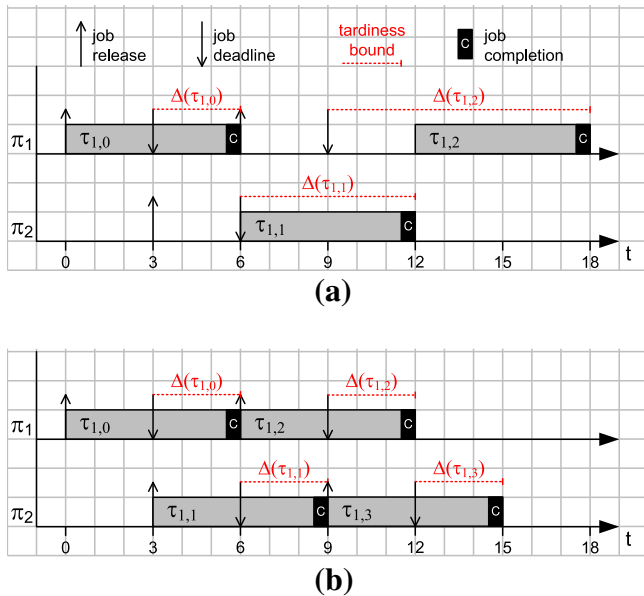 job release
job deadline
tardiness bound
C job completion
Δ(τ1,0)
Δ(τ1,2)
π1
τ1,0
C
τ1,2
C
Δ(τ1,1)
π2
τ1,1
C
0 3 6 9 12 15 18 t
(a)
Δ(τ1,0)
Δ(τ1,2)
π1
τ1,0
C
τ1,2
C
Δ(τ1,1)
Δ(τ1,3)
π2
τ1,1
C
τ1,3
C
0 3 6 9 12 15 18 t
(b)